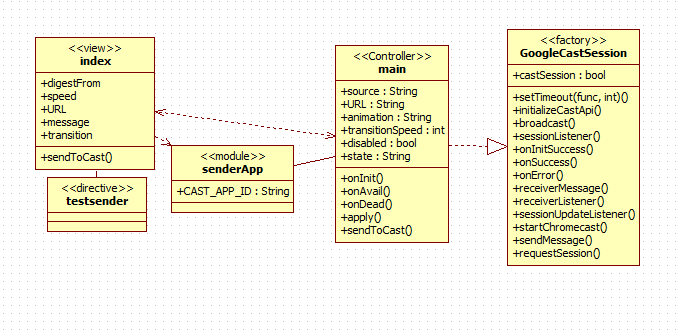 <<view>>
index
+digestFrom
+speed
+URL
+message
+transition
+sendToCast()
<<directive>>
testsender
<<module>>
senderApp
+CAST_APP_ID : String
<<Controller>>
main
+source : String
+URL : String
+animation : String
+transitionSpeed : int
+disabled : bool
+state : String
+onInit()
+onAvail()
+onDead()
+apply()
+sendToCast()
<<factory>>
GoogleCastSession
+castSession : bool
+setTimeout(func, int)()
+initializeCastApi()
+broadcast()
+sessionListener()
+onInitSuccess()
+onSuccess()
+onError()
+receiverMessage()
+receiverListener()
+sessionUpdateListener()
+startChromecast()
+sendMessage()
+requestSession()